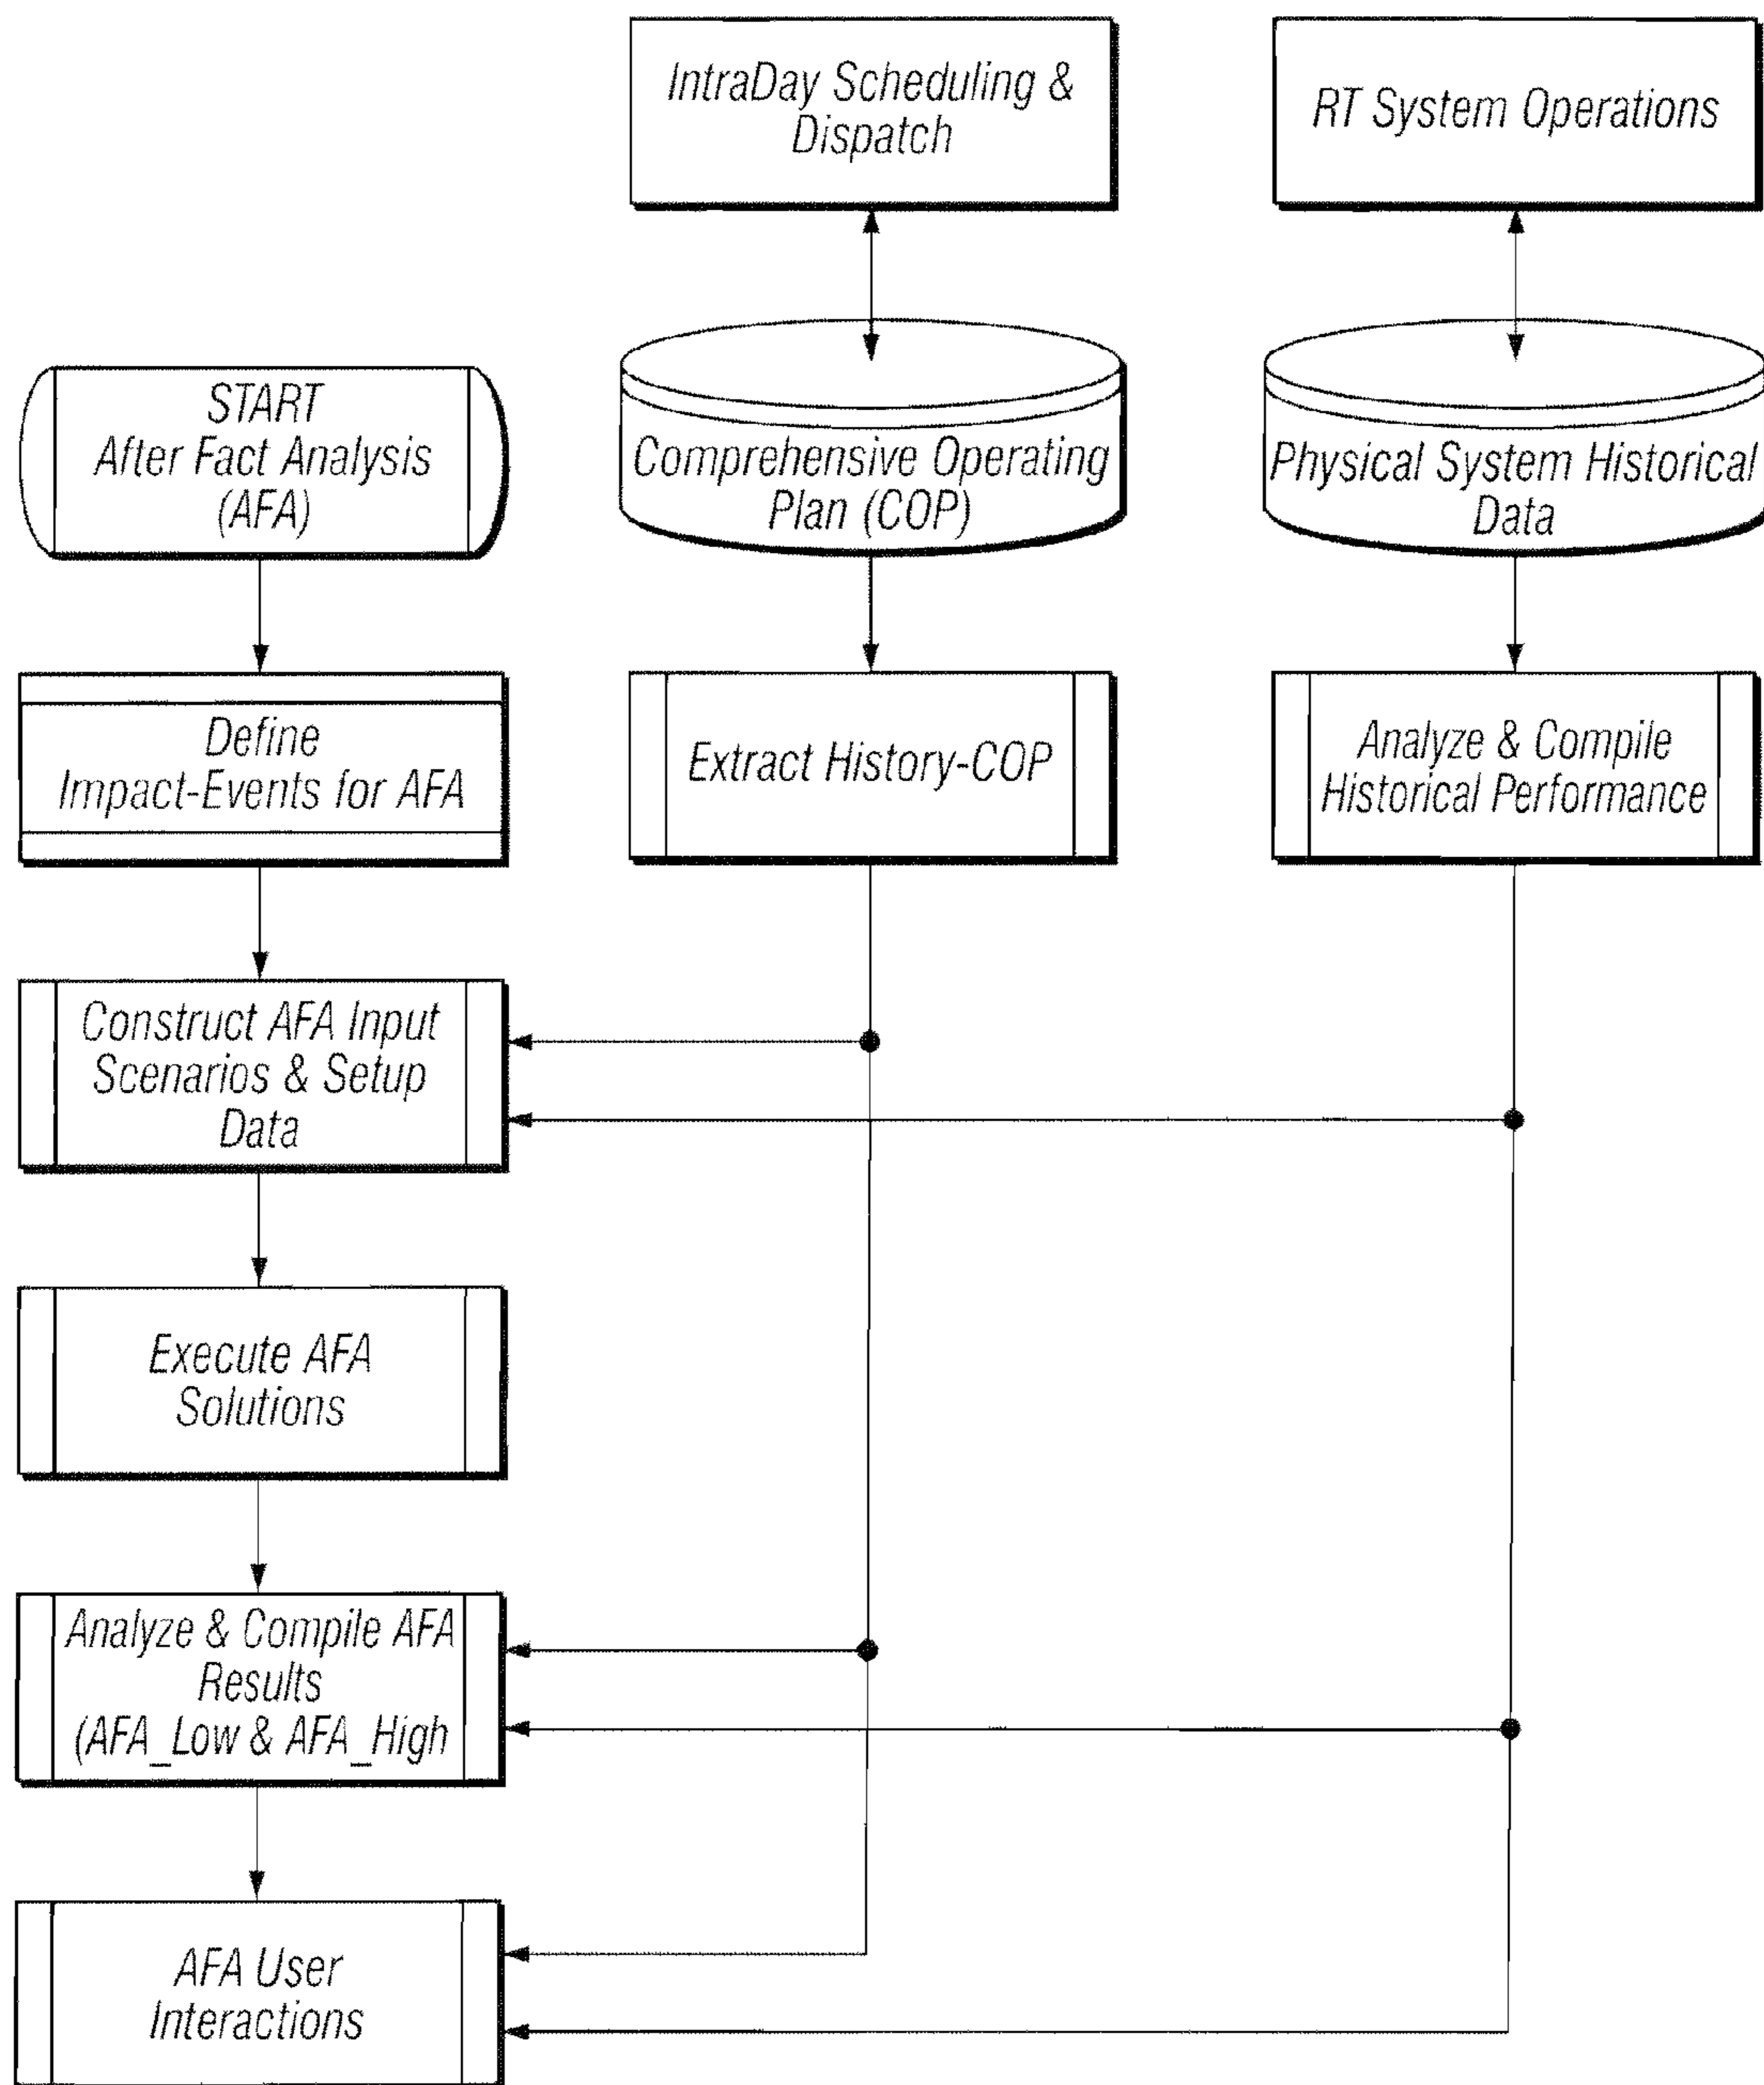 IntraDay Scheduling &
Dispatch
RT System Operations
START
After Fact Analysis
(AFA)
Comprehensive Operating
Plan (COP)
Physical System Historical
Data
Define
Impact-Events for AFA
Extract History-COP
Analyze & Compile
Historical Performance
Construct AFA Input
Scenarios & Setup
Data
Execute AFA
Solutions
Analyze & Compile AFA
Results
(AFA_Low & AFA_High
AFA User
Interactions